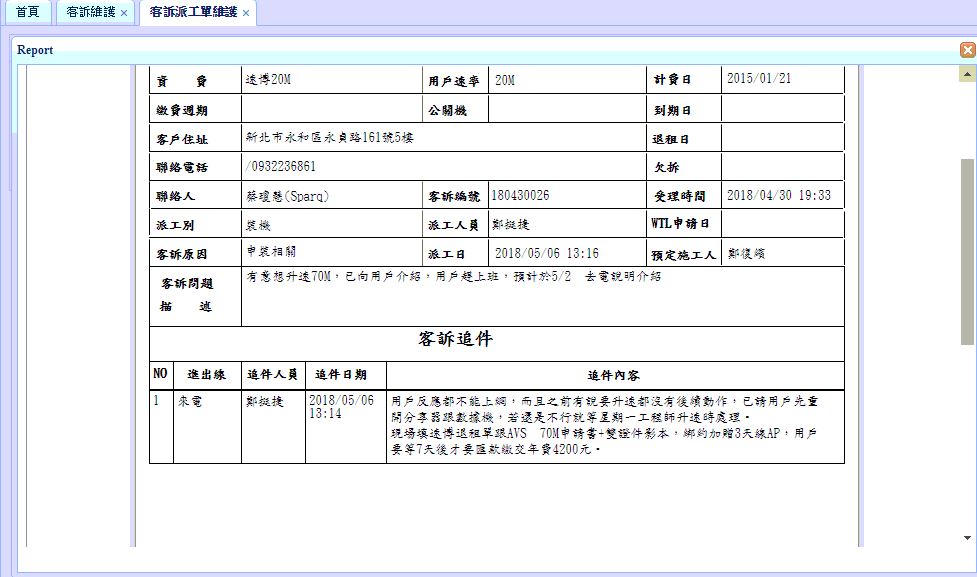 首頁 客訴維護 × 客訴派工單維護 ×
Report
資 費 速博20M 用戶速率 20M 計費日 2015/01/21
繳費週期 公關機 到期日
客戶住址 新北市永和區永貞路161號5樓 退租日
聯絡電話 /0932236861 欠拆
聯絡人 蔡瓊慧(Sparq) 客訴編號 180430026 受理時間 2018/04/30 19:33
派工別 裝機 派工人員 鄭挺捷 WTL申請日
客訴原因 申裝相關 派工日 2018/05/06 13:16 預定施工人 鄭復繽
客訴問題 有意想升速70M，已向用戶介紹，用戶趕上班，預計於5/2 去電說明介紹
描 述
客訴追件
NO 進出線 追件人員 追件日期 追件內容
1 來電 鄭挺捷 2018/05/06 用戶反應都不能上網，而且之前有說要升速都沒有後續動作，已請用戶先重
13:14 開分享器跟數據機，若還是不行就等星期一工程師升速時處理。
現場填速博退租單跟AVS 70M申請書+雙證件影本，綁約加贈3天線AP，用戶
要等7天後才要匯款繳交年費4200元。